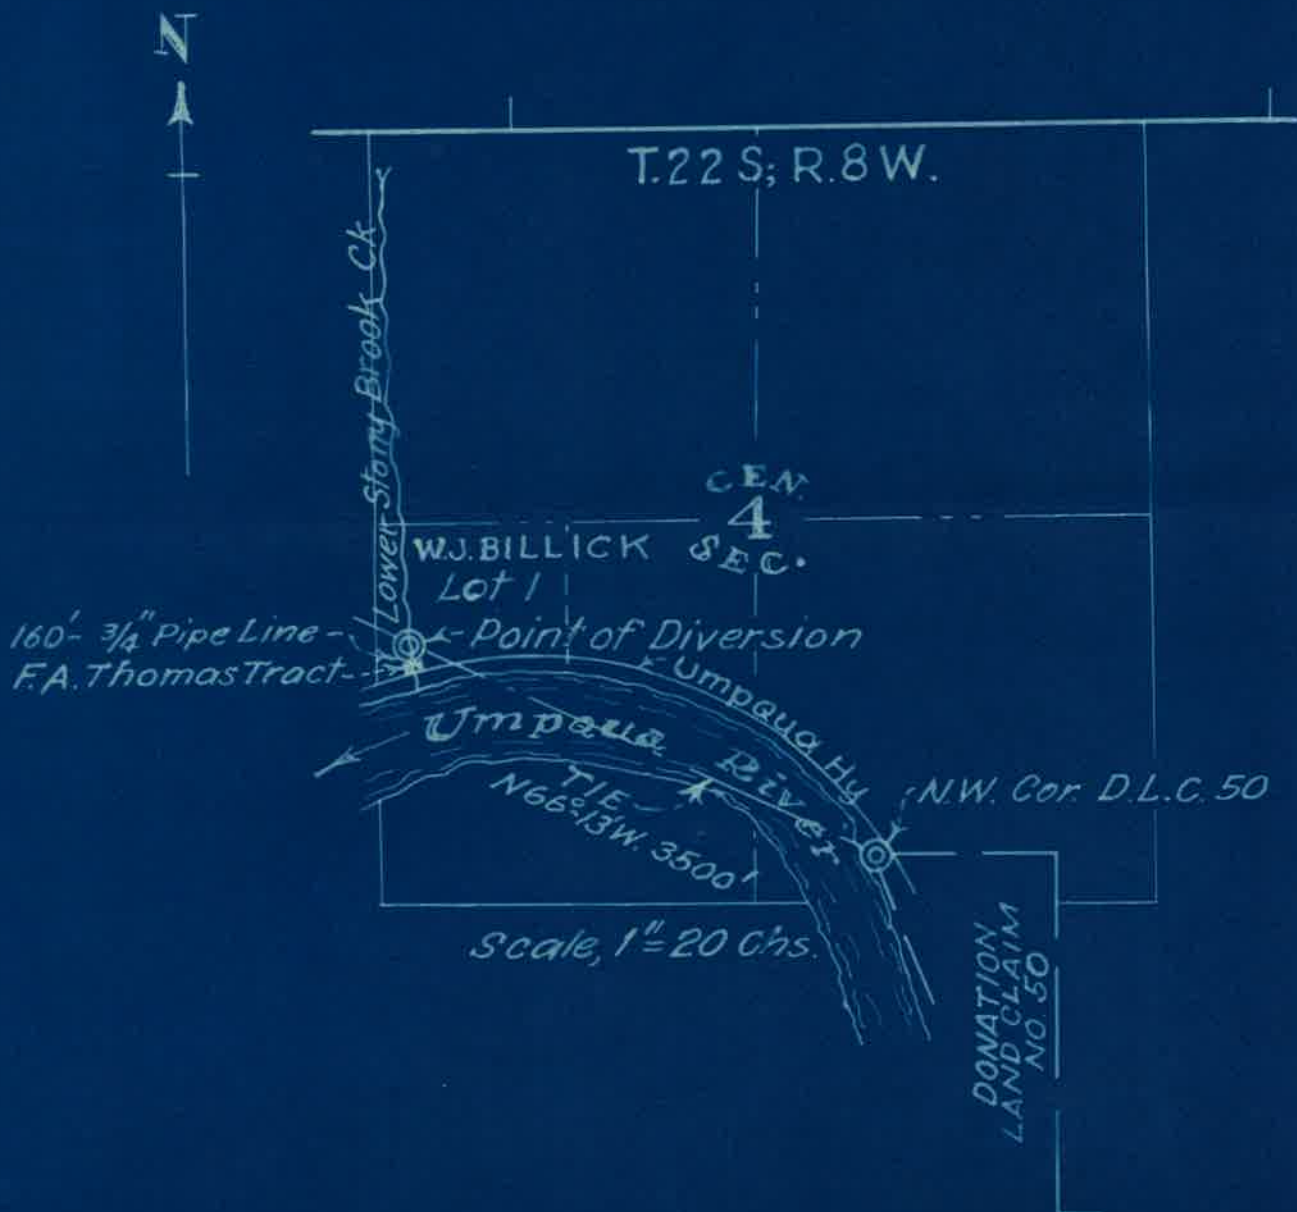 N
T.22 S; R.8 W.
Lower Stony Brook Ck
CEN.
4
SEC.
W.J. BILLICK
Lot 1
160'- 3/4" Pipe Line
F.A. Thomas Tract
Point of Diversion
Umpqua Hy
Umpqua River
TIE
N66°13'W. 3500'
N.W. Cor. D.L.C. 50
Scale, 1"=20 Chs.
DONATION
LAND CLAIM
NO. 50